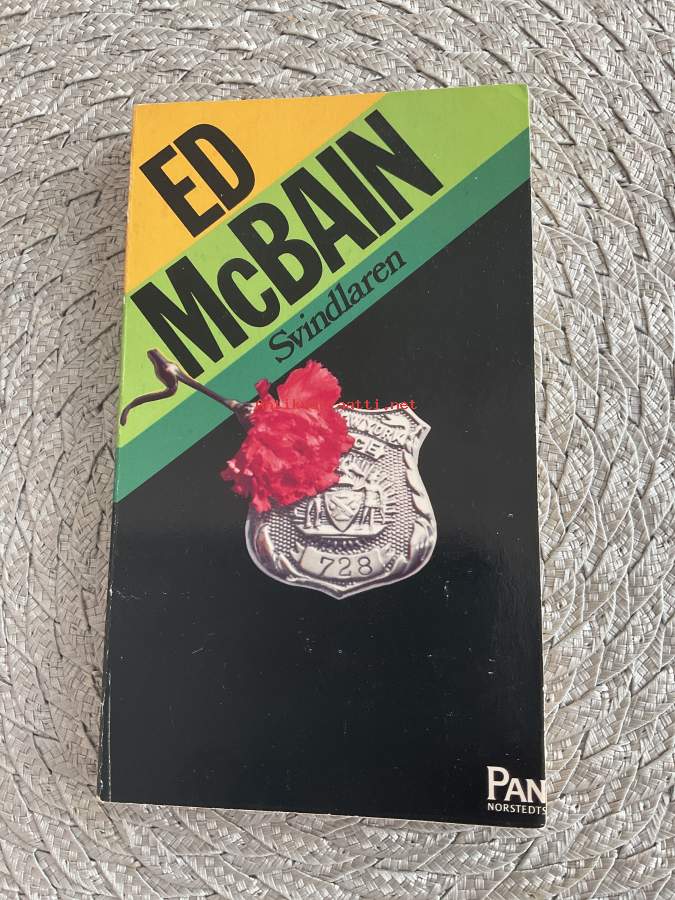 ED
McBAIN
Svindlaren
728
PAN
NORSTEDTS